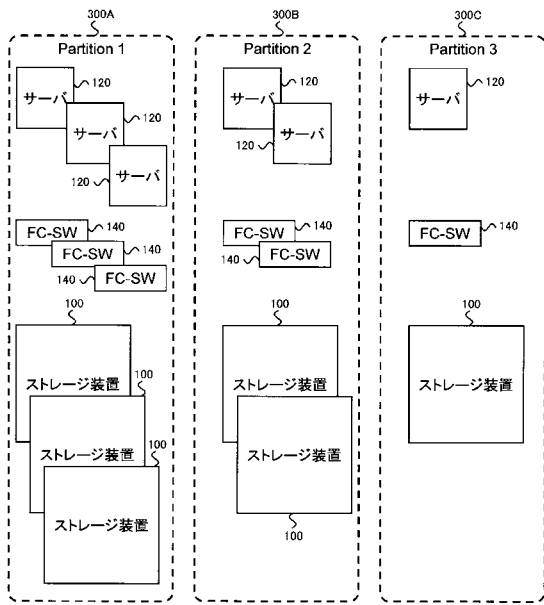 300A
Partition 1
サーバ
120
サーバ
120
120
サーバ
FC-SW
140
FC-SW
140
140
FC-SW
100
ストレージ装置
100
ストレージ装置
100
ストレージ装置
300B
Partition 2
サーバ
120
120
サーバ
FC-SW
140
140
FC-SW
100
ストレージ装置
ストレージ装置
100
300C
Partition 3
サーバ
120
FC-SW
140
100
ストレージ装置